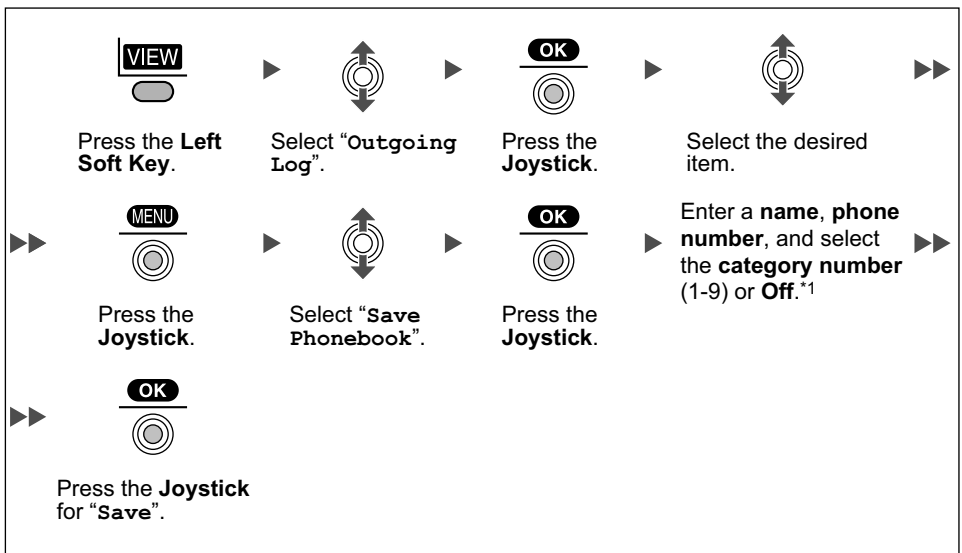 VIEW
OK
Press the Left
Soft Key.
Select “Outgoing
Log”.
Press the
Joystick.
Select the desired
item.
MENU
OK
Press the
Joystick.
Select “Save
Phonebook”.
Press the
Joystick.
Enter a name, phone
number, and select
the category number
(1-9) or Off.*1
OK
Press the Joystick
for “Save”.